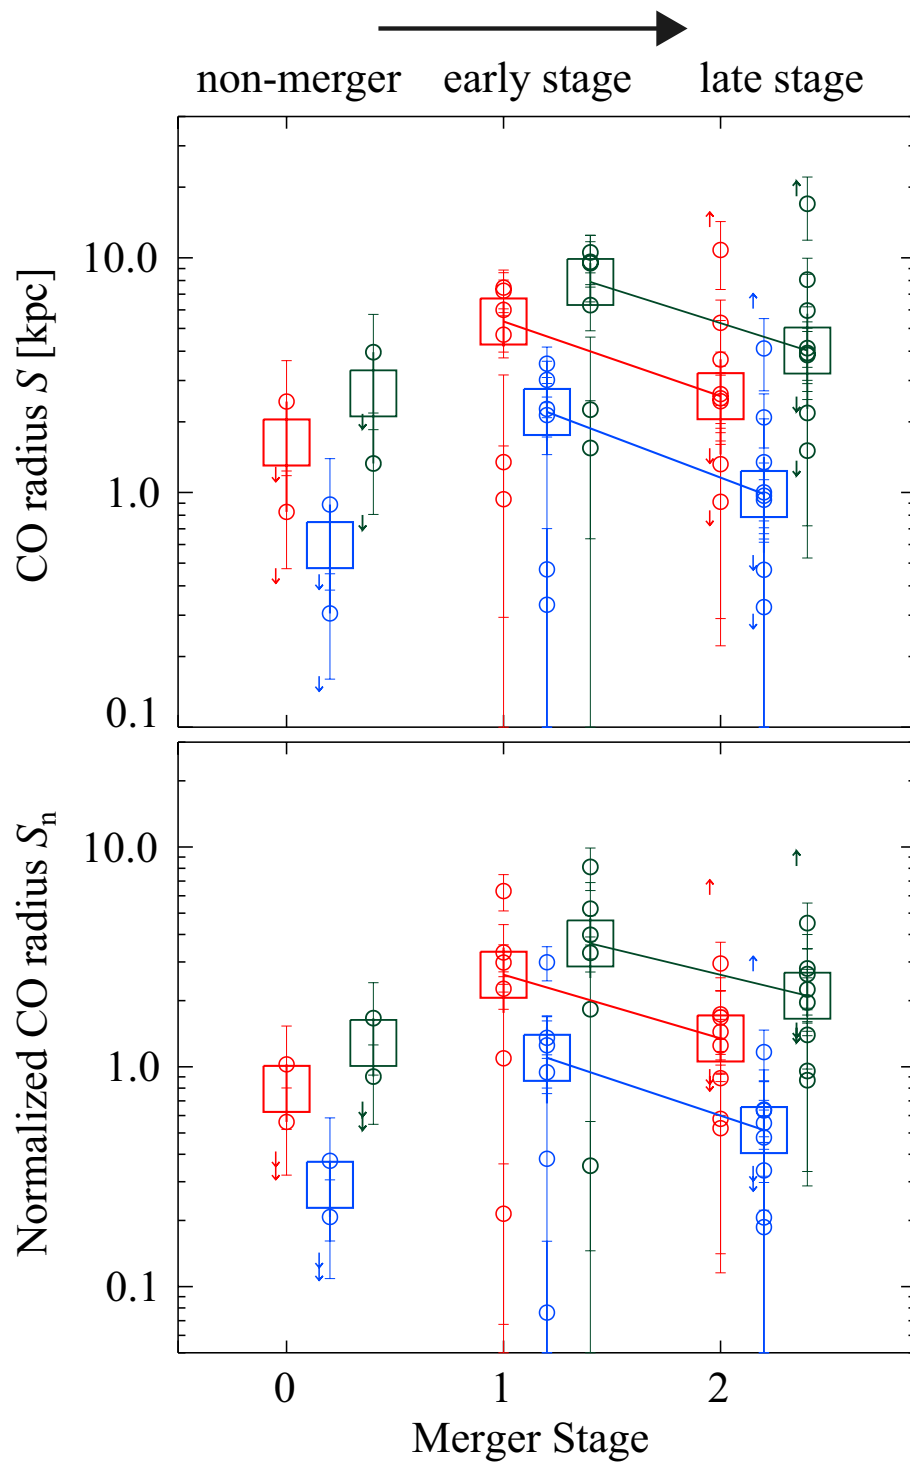 non-merger early stage late stage
10.0
1.0
0.1
CO radius S [kpc]
10.0
1.0
0.1
Normalized CO radius Sn
0 1 2
Merger Stage